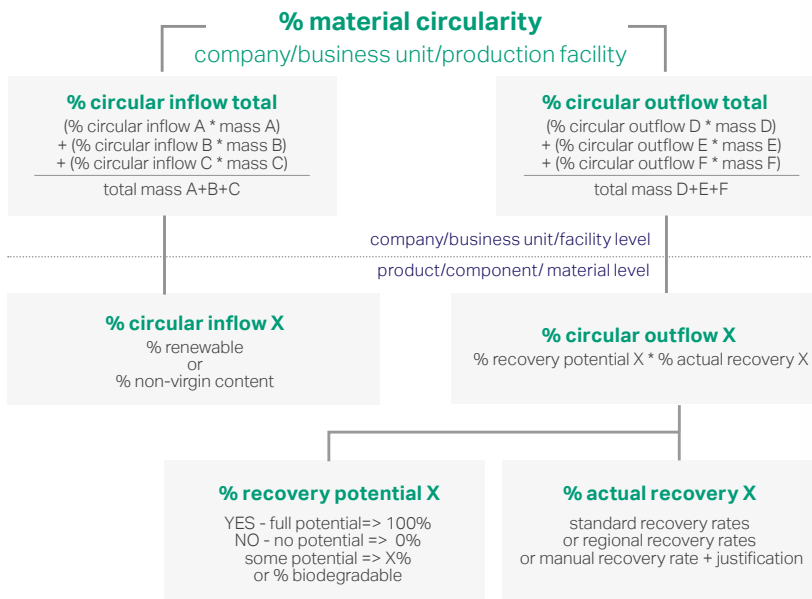 % material circularity
company/business unit/production facility
% circular inflow total
(% circular inflow A * mass A)
+ (% circular inflow B * mass B)
+ (% circular inflow C * mass C)
total mass A+B+C
% circular outflow total
(% circular outflow D * mass D)
+ (% circular outflow E * mass E)
+ (% circular outflow F * mass F)
total mass D+E+F
company/business unit/facility level
product/component/ material level
% circular inflow X
% renewable
or
% non-virgin content
% circular outflow X
% recovery potential X * % actual recovery X
% recovery potential X
YES - full potential=> 100%
NO - no potential => 0%
some potential => X%
or % biodegradable
% actual recovery X
standard recovery rates
or regional recovery rates
or manual recovery rate + justification